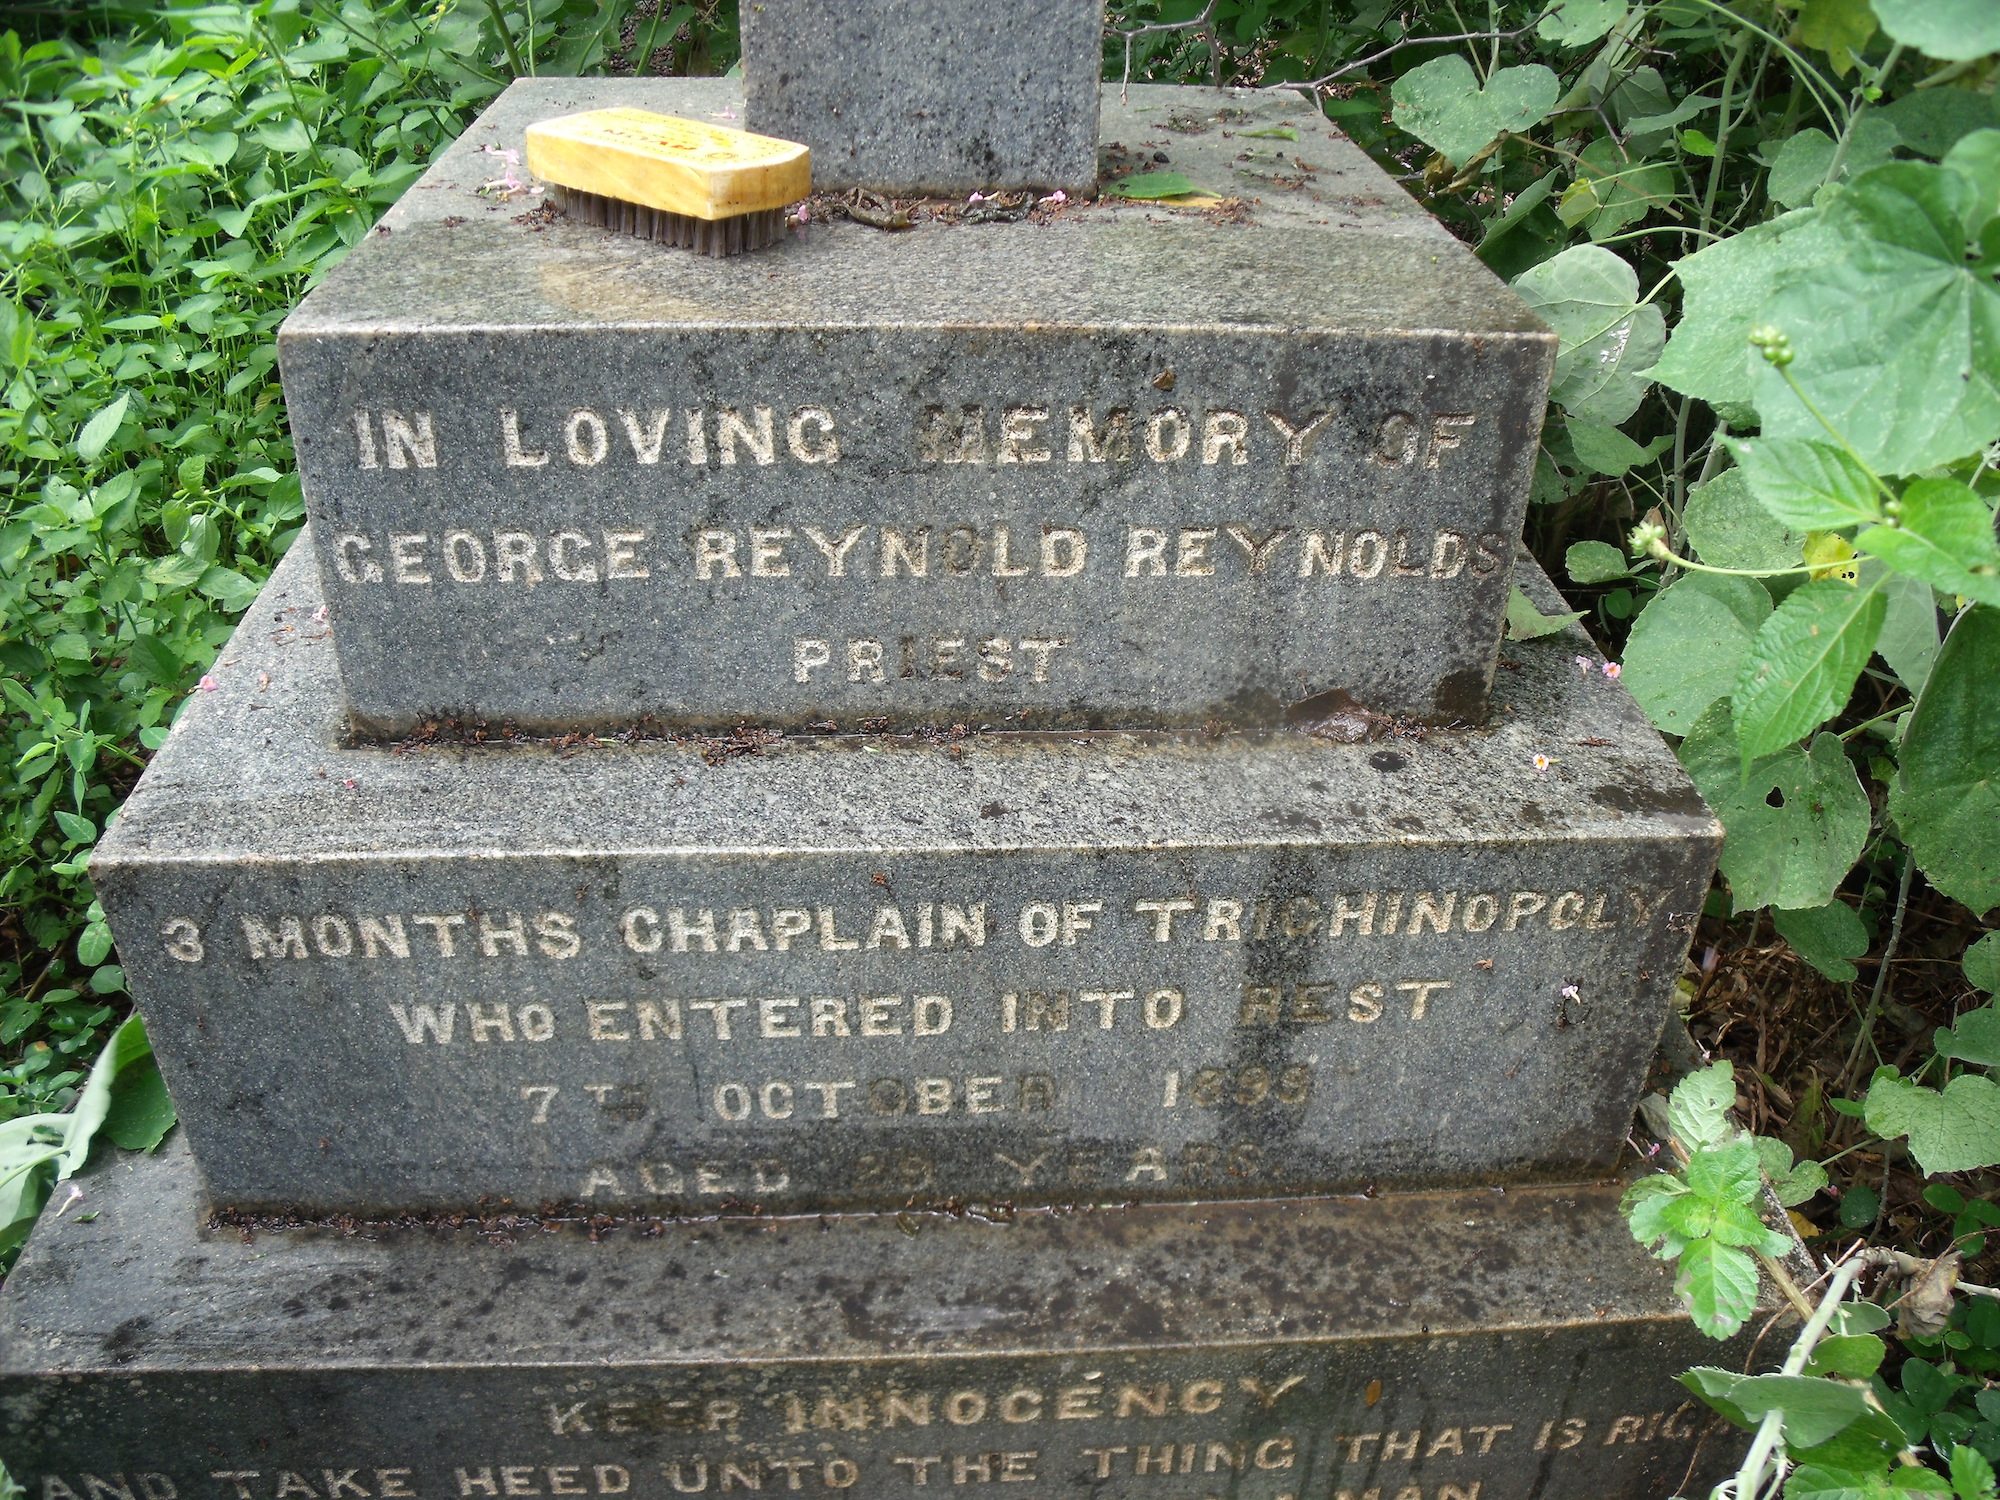 IN LOVING MEMORY OF
GEORGE REYNOLD REYNOLDS
PRIEST
3 MONTHS CHAPLAIN OF TRICHINOPOLY
WHO ENTERED INTO REST
7TH OCTOBER
AGED YEARS.
KEEP INNOCENCY
AND TAKE HEED UNTO THE THING THAT IS
A MAN